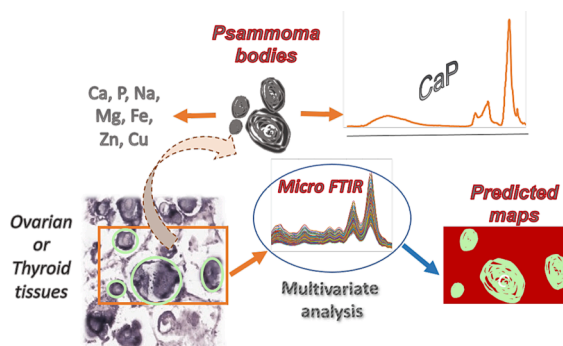 Psammoma
bodies
CaP
Ca, P, Na,
Mg, Fe,
Zn, Cu
Micro FTIR
Predicted
maps
Ovarian
or
Thyroid
tissues
Multivariate
analysis